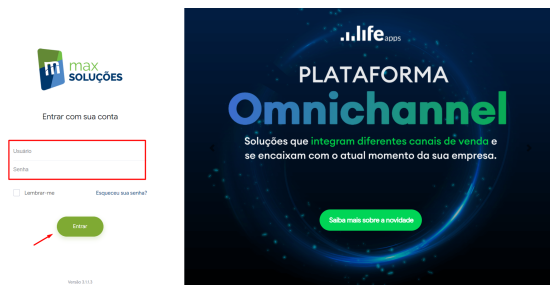 max
SOLUÇÕES
Entrar com sua conta
Usuário
Senha
Lembrar-me
Esqueceu sua senha?
Entrar
life apps
PLATAFORMA
Omnichannel
Soluções que integram diferentes canais de venda e
se encaixam com o atual momento da sua empresa.
Saiba mais sobre a novidade